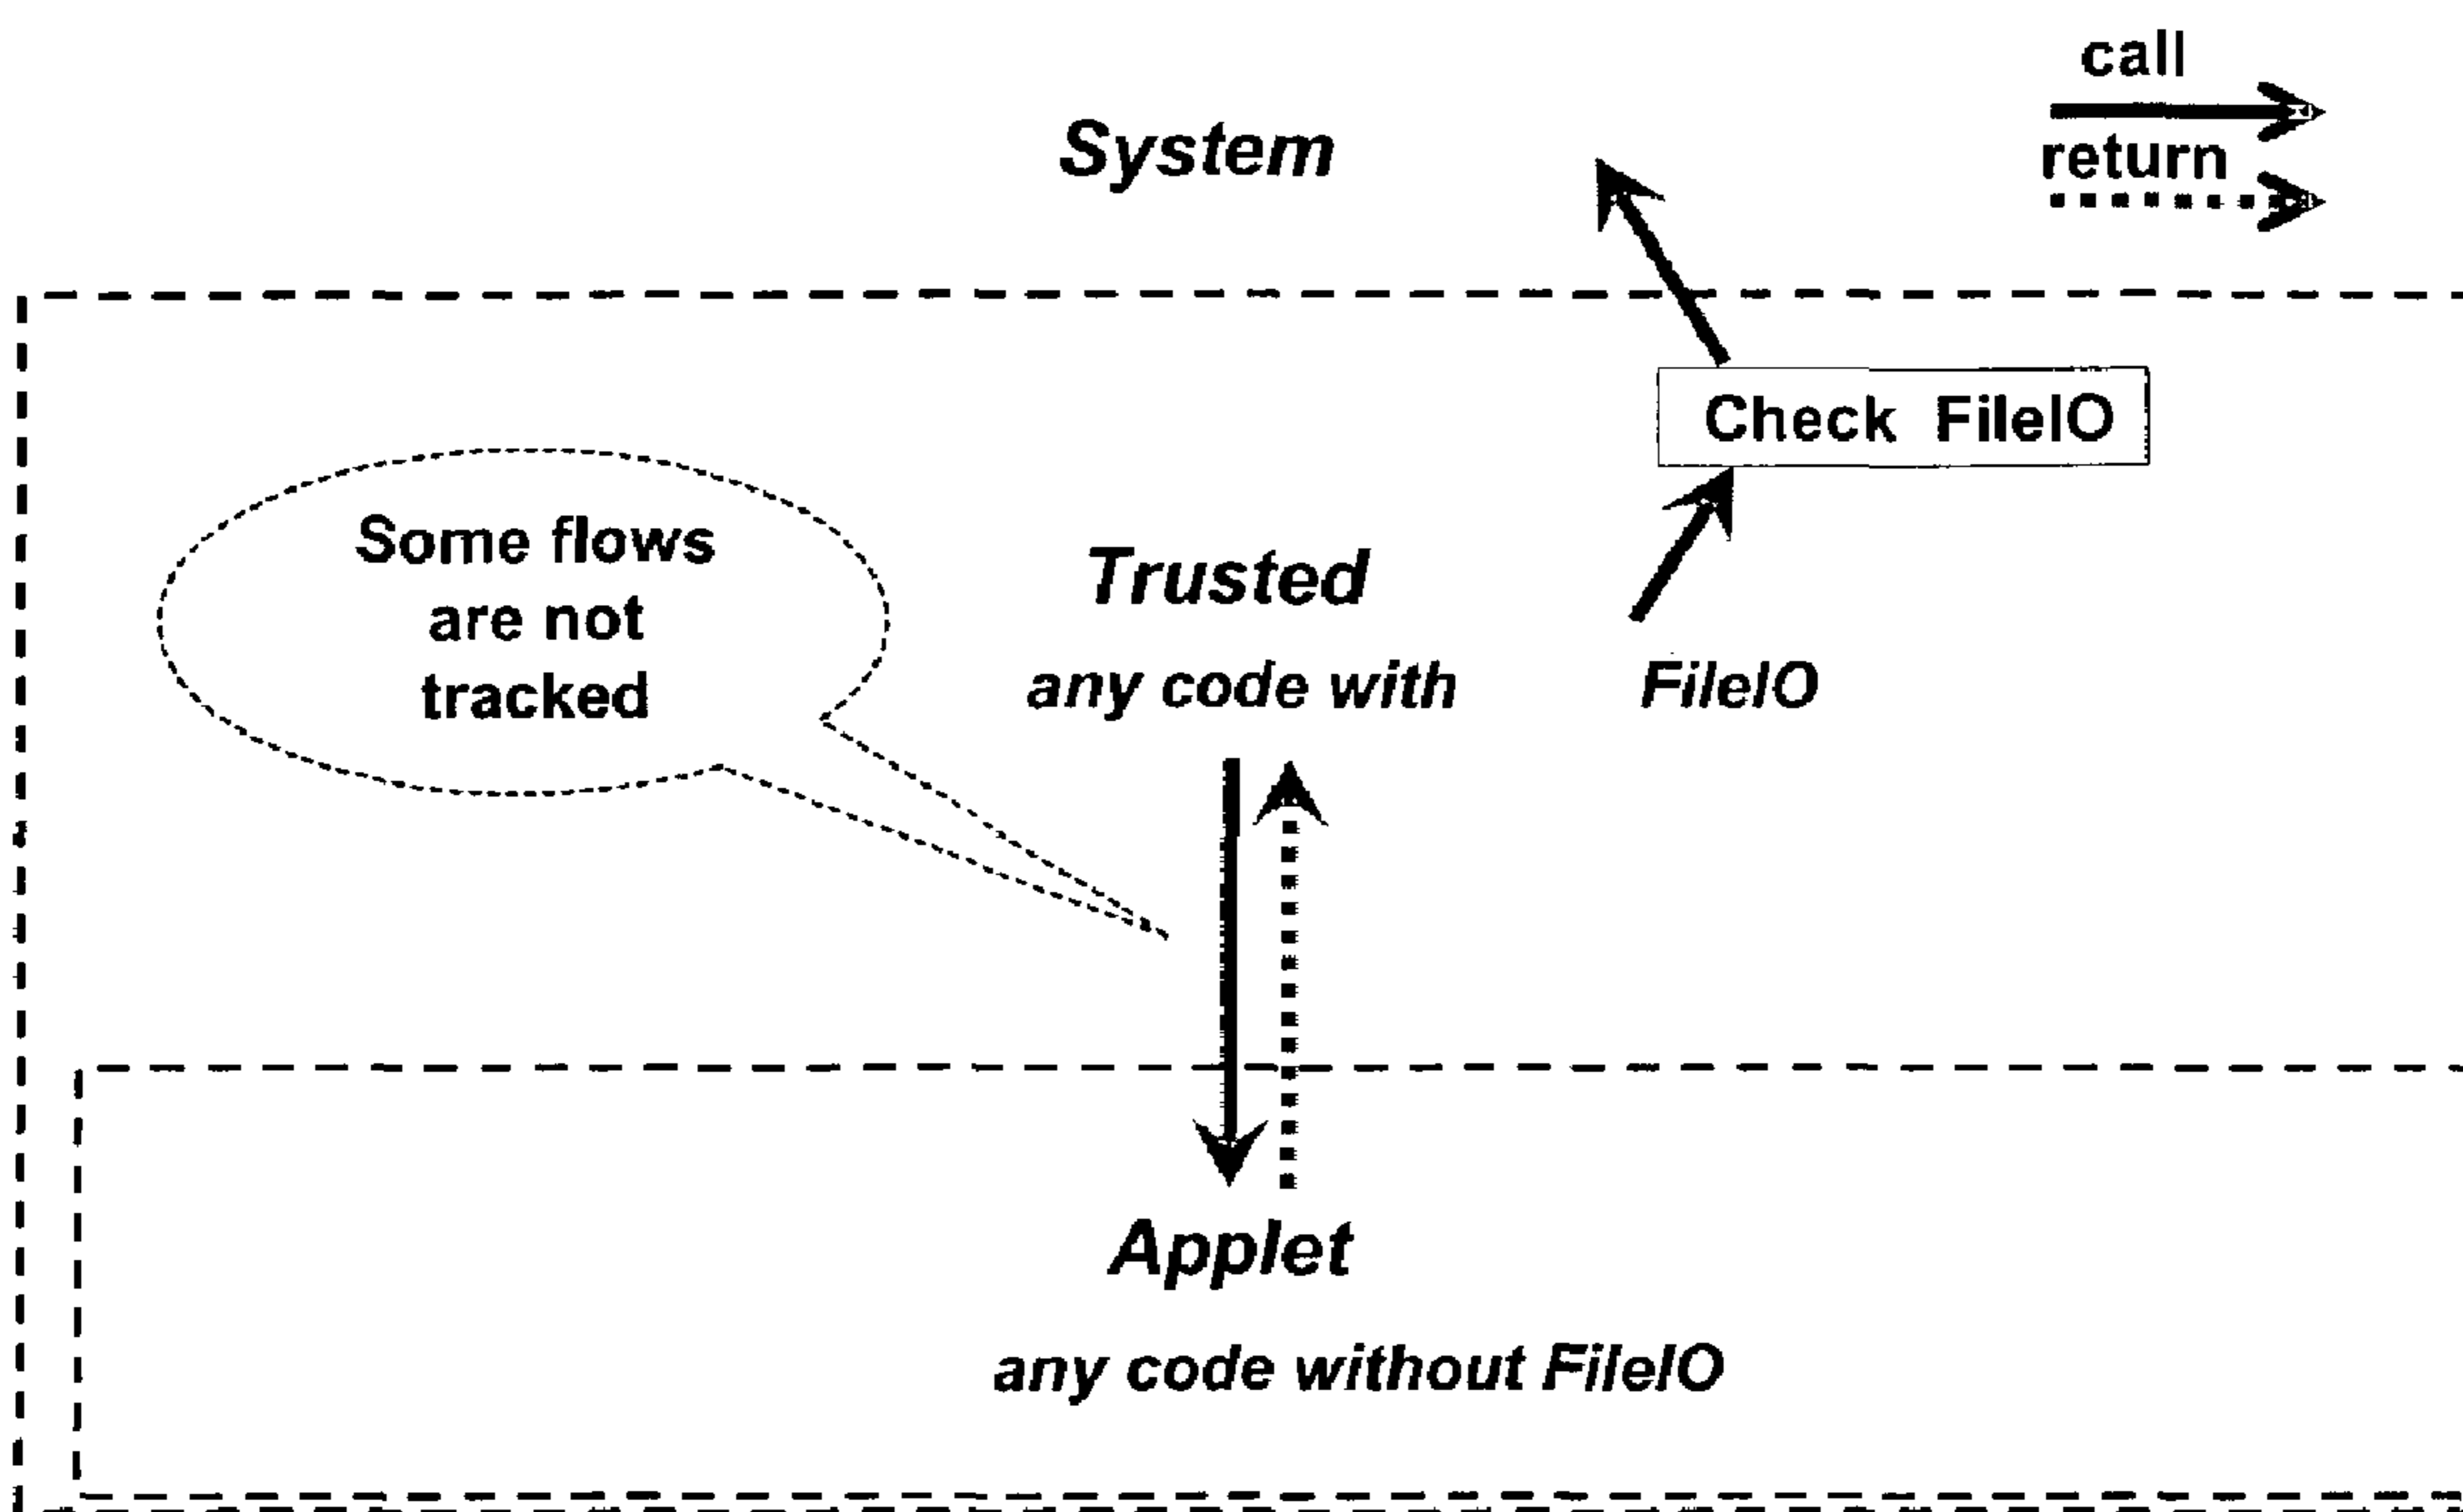 call
System
return
Check FileIO
Some flows
are not
tracked
Trusted
any code with FileIO
Applet
any code without FileIO